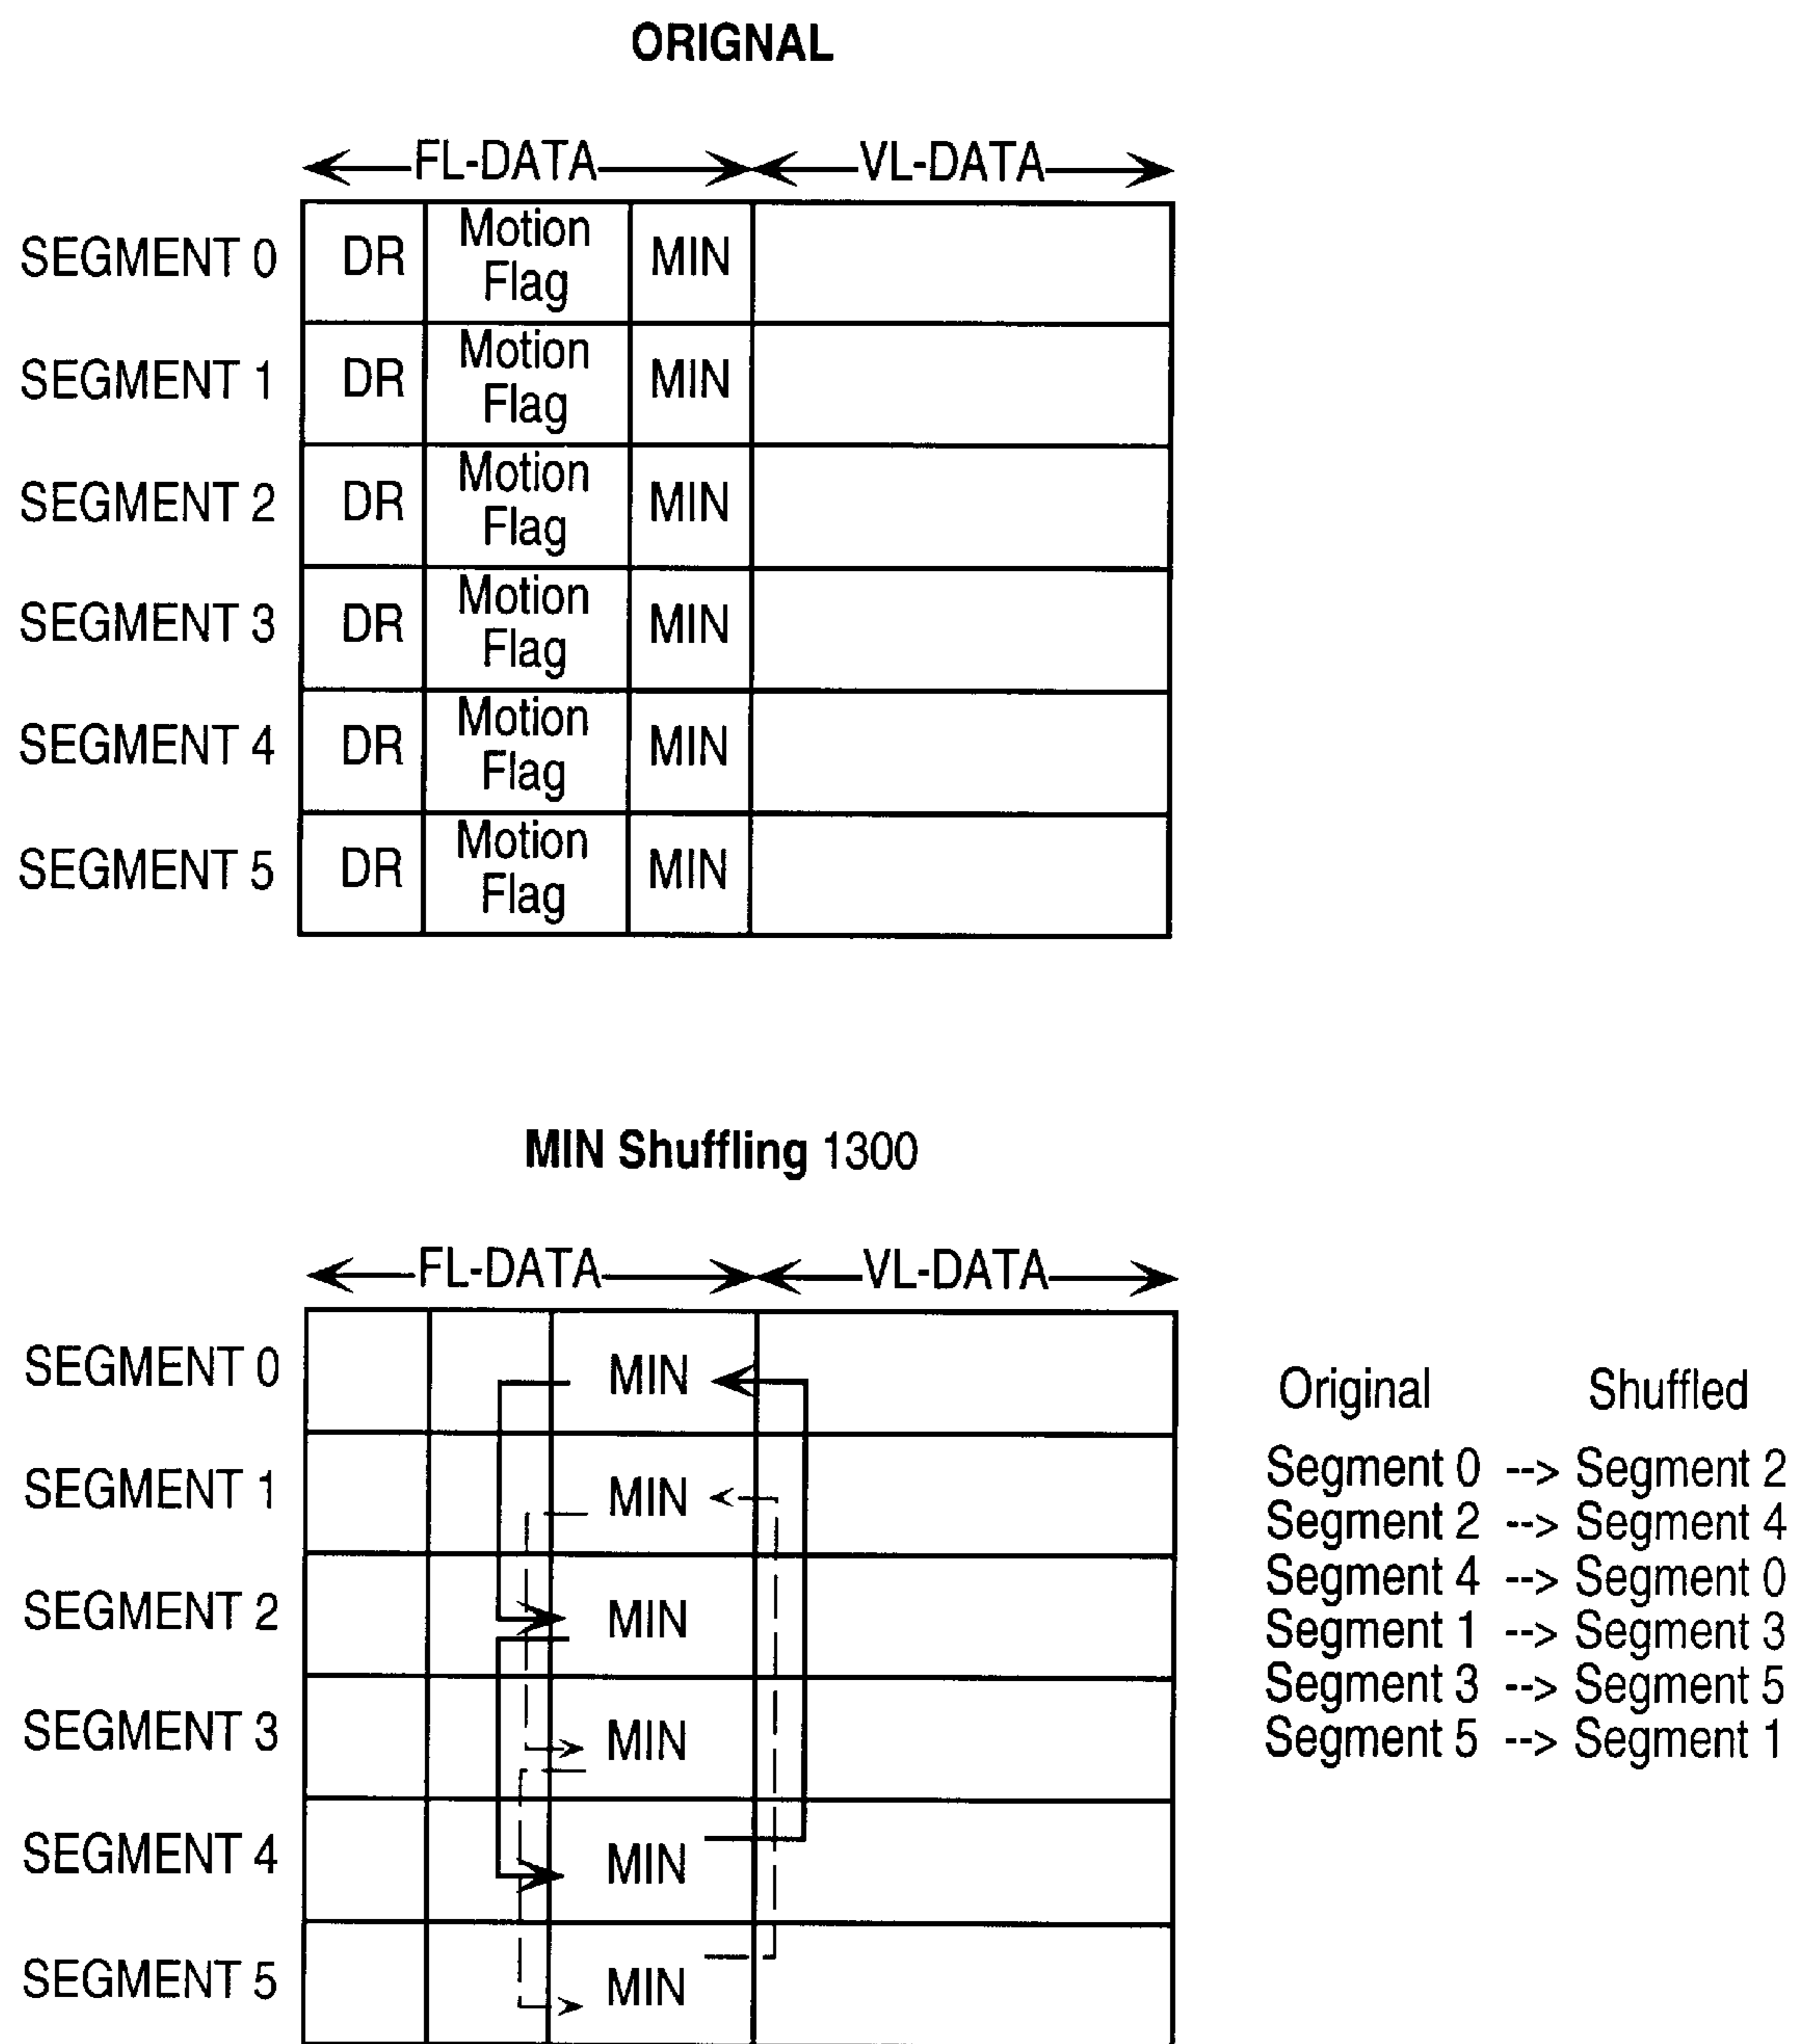 ORIGNAL
FL-DATA VL-DATA
SEGMENT 0 DR Motion Flag MIN
SEGMENT 1 DR Motion Flag MIN
SEGMENT 2 DR Motion Flag MIN
SEGMENT 3 DR Motion Flag MIN
SEGMENT 4 DR Motion Flag MIN
SEGMENT 5 DR Motion Flag MIN
MIN Shuffling 1300
FL-DATA VL-DATA
SEGMENT 0 MIN
SEGMENT 1 MIN
SEGMENT 2 MIN
SEGMENT 3 MIN
SEGMENT 4 MIN
SEGMENT 5 MIN
Original Shuffled
Segment 0 --> Segment 2
Segment 2 --> Segment 4
Segment 4 --> Segment 0
Segment 1 --> Segment 3
Segment 3 --> Segment 5
Segment 5 --> Segment 1